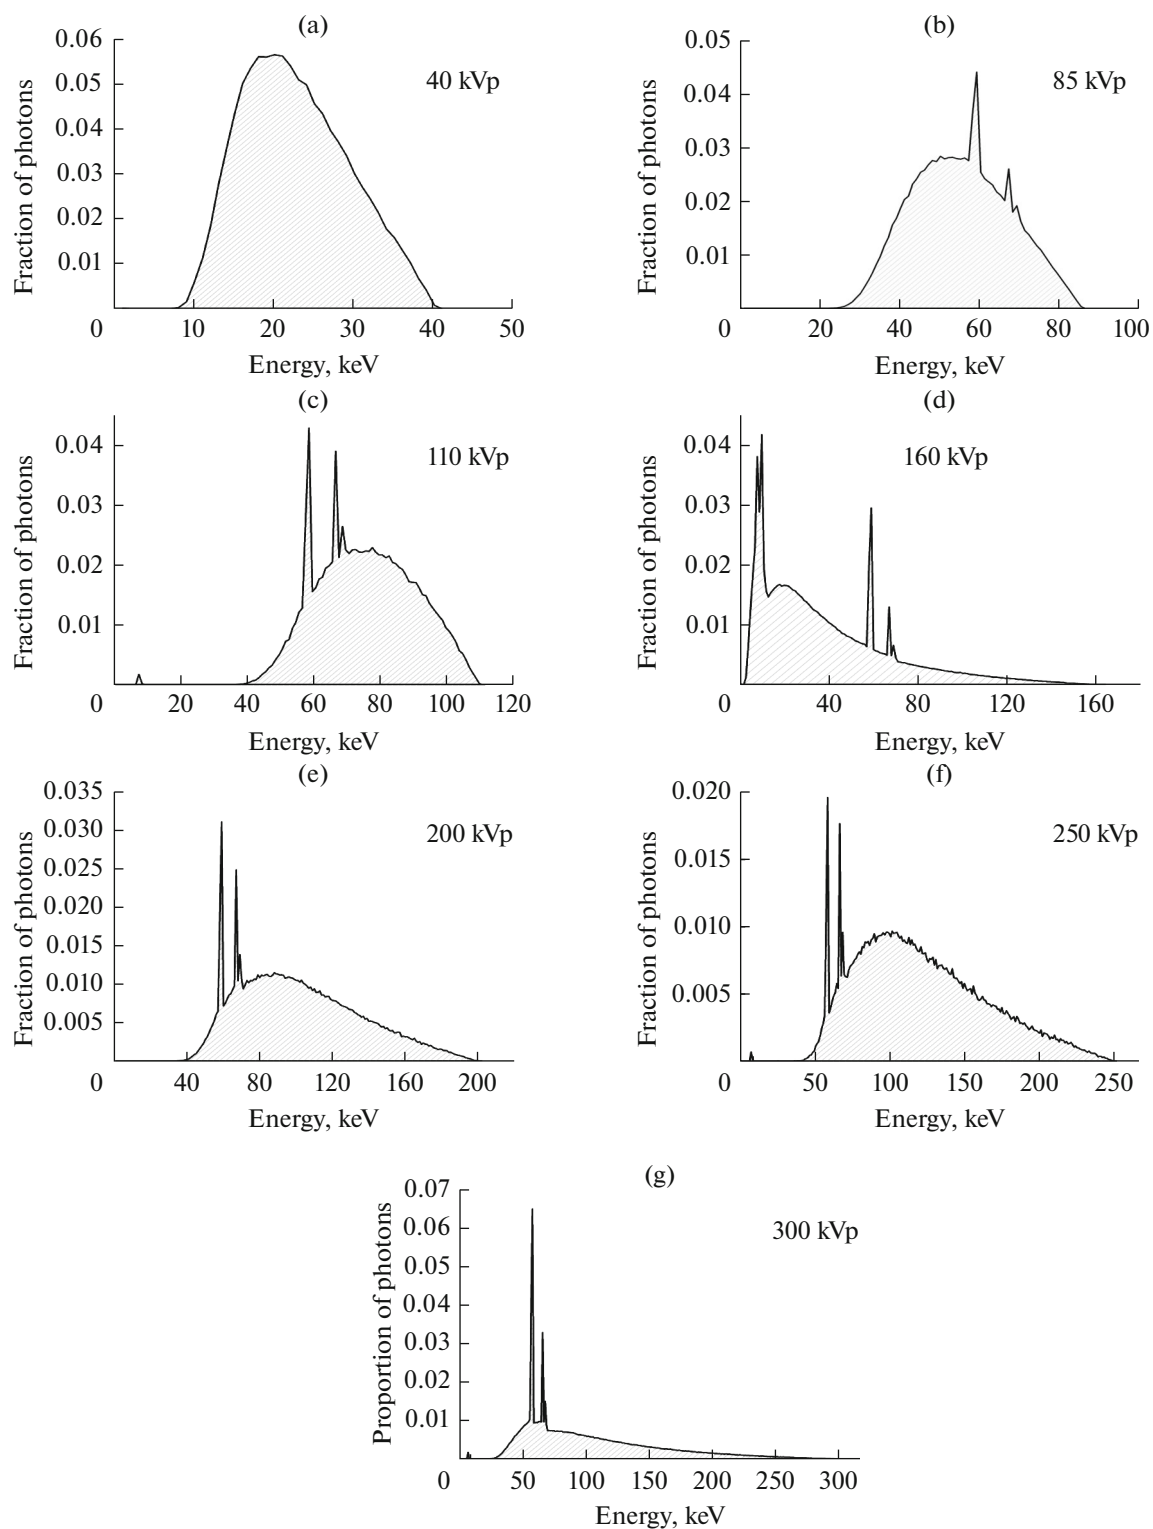 (a)
0.06
0.05
0.04
0.03
0.02
0.01
0
10
20
30
40
50
Fraction of photons
Energy, keV
40 kVp
(b)
0.05
0.04
0.03
0.02
0.01
0
20
40
60
80
100
Fraction of photons
Energy, keV
85 kVp
(c)
0.04
0.03
0.02
0.01
0
20
40
60
80
100
120
Fraction of photons
Energy, keV
110 kVp
(d)
0.04
0.03
0.02
0.01
0
40
80
120
160
Fraction of photons
Energy, keV
160 kVp
(e)
0.035
0.030
0.025
0.020
0.015
0.010
0.005
0
40
80
120
160
200
Fraction of photons
Energy, keV
200 kVp
(f)
0.020
0.015
0.010
0.005
0
50
100
150
200
250
Fraction of photons
Energy, keV
250 kVp
(g)
0.07
0.06
0.05
0.04
0.03
0.02
0.01
0
50
100
150
200
250
300
Proportion of photons
Energy, keV
300 kVp